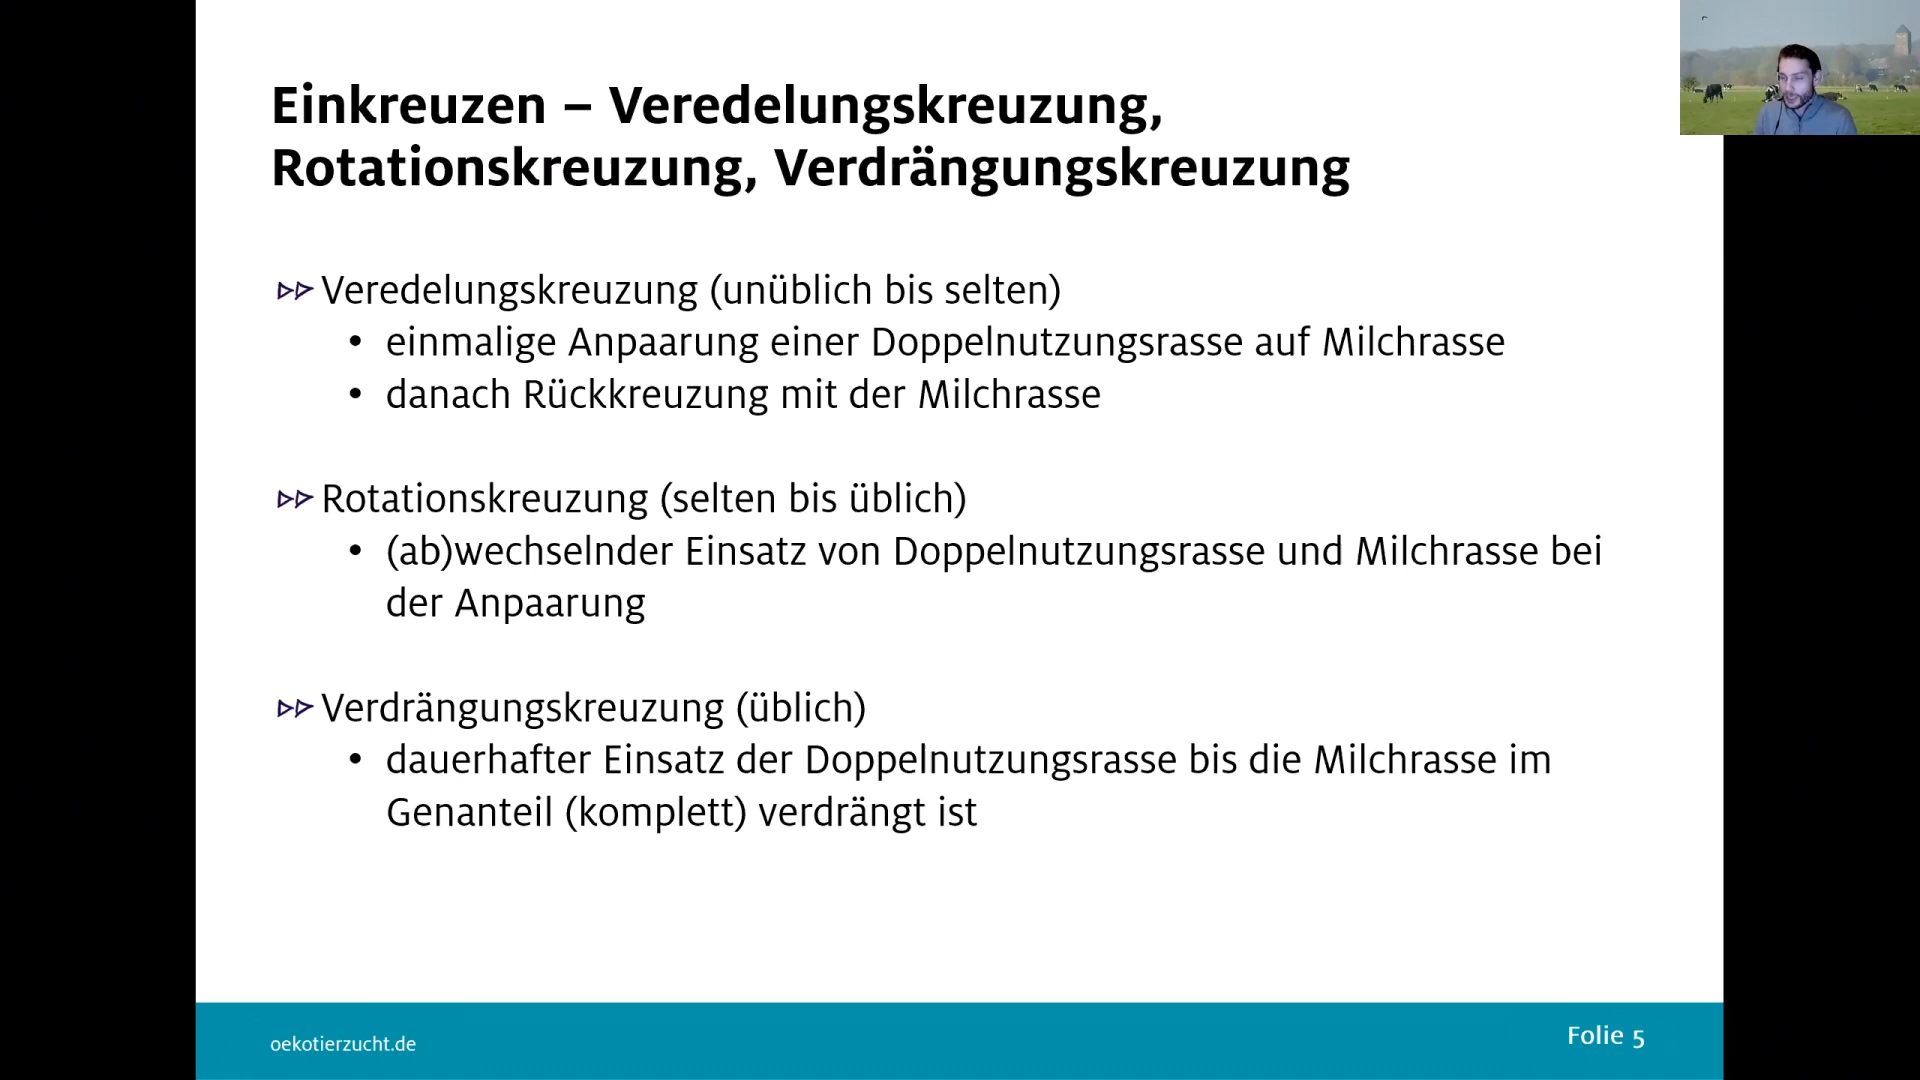 Einkreuzen – Veredelungskreuzung,
Rotationskreuzung, Verdrängungskreuzung
Veredelungskreuzung (unüblich bis selten)
• einmalige Anpaarung einer Doppelnutzungsrasse auf Milchrasse
• danach Rückkreuzung mit der Milchrasse
Rotationskreuzung (selten bis üblich)
• (ab)wechselnder Einsatz von Doppelnutzungsrasse und Milchrasse bei
der Anpaarung
Verdrängungskreuzung (üblich)
• dauerhafter Einsatz der Doppelnutzungsrasse bis die Milchrasse im
Genanteil (komplett) verdrängt ist
oekotierzucht.de
Folie 5